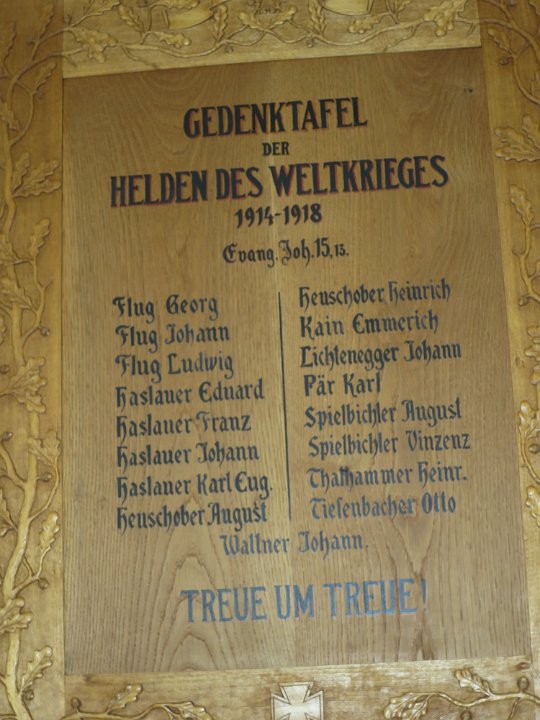 GEDENKTAFEL
DER
HELDEN DES WELTKRIEGES
1914-1918
Evang. Joh. 15,13.
Flug Georg
Flug Johann
Flug Ludwig
Haslauer Eduard
Haslauer Franz
Haslauer Johann
Haslauer Karl Eug.
Heuschober August
Heuschober Heinrich
Kain Emmerich
Lichtenegger Johann
Pär Karl
Spielbichler August
Spielbichler Vinzenz
Thalhammer Heinr.
Tiefenbacher Otto
Wallner Johann.
TREUE UM TREUE!